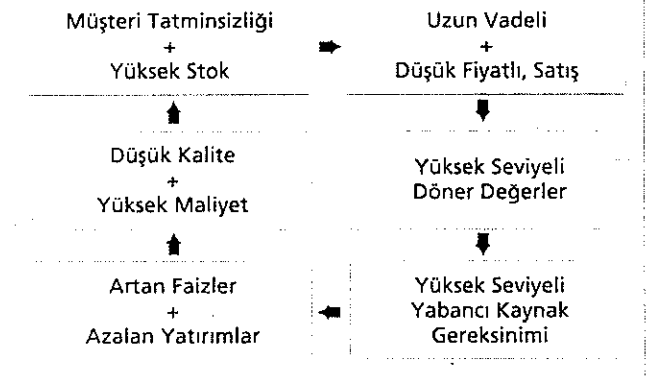 Müşteri Tatminsizliği
+
Yüksek Stok
Uzun Vadeli
+
Düşük Fiyatlı, Satış
Düşük Kalite
+
Yüksek Maliyet
Yüksek Seviyeli
Döner Değerler
Artan Faizler
+
Azalan Yatırımlar
Yüksek Seviyeli
Yabancı Kaynak
Gereksinimi